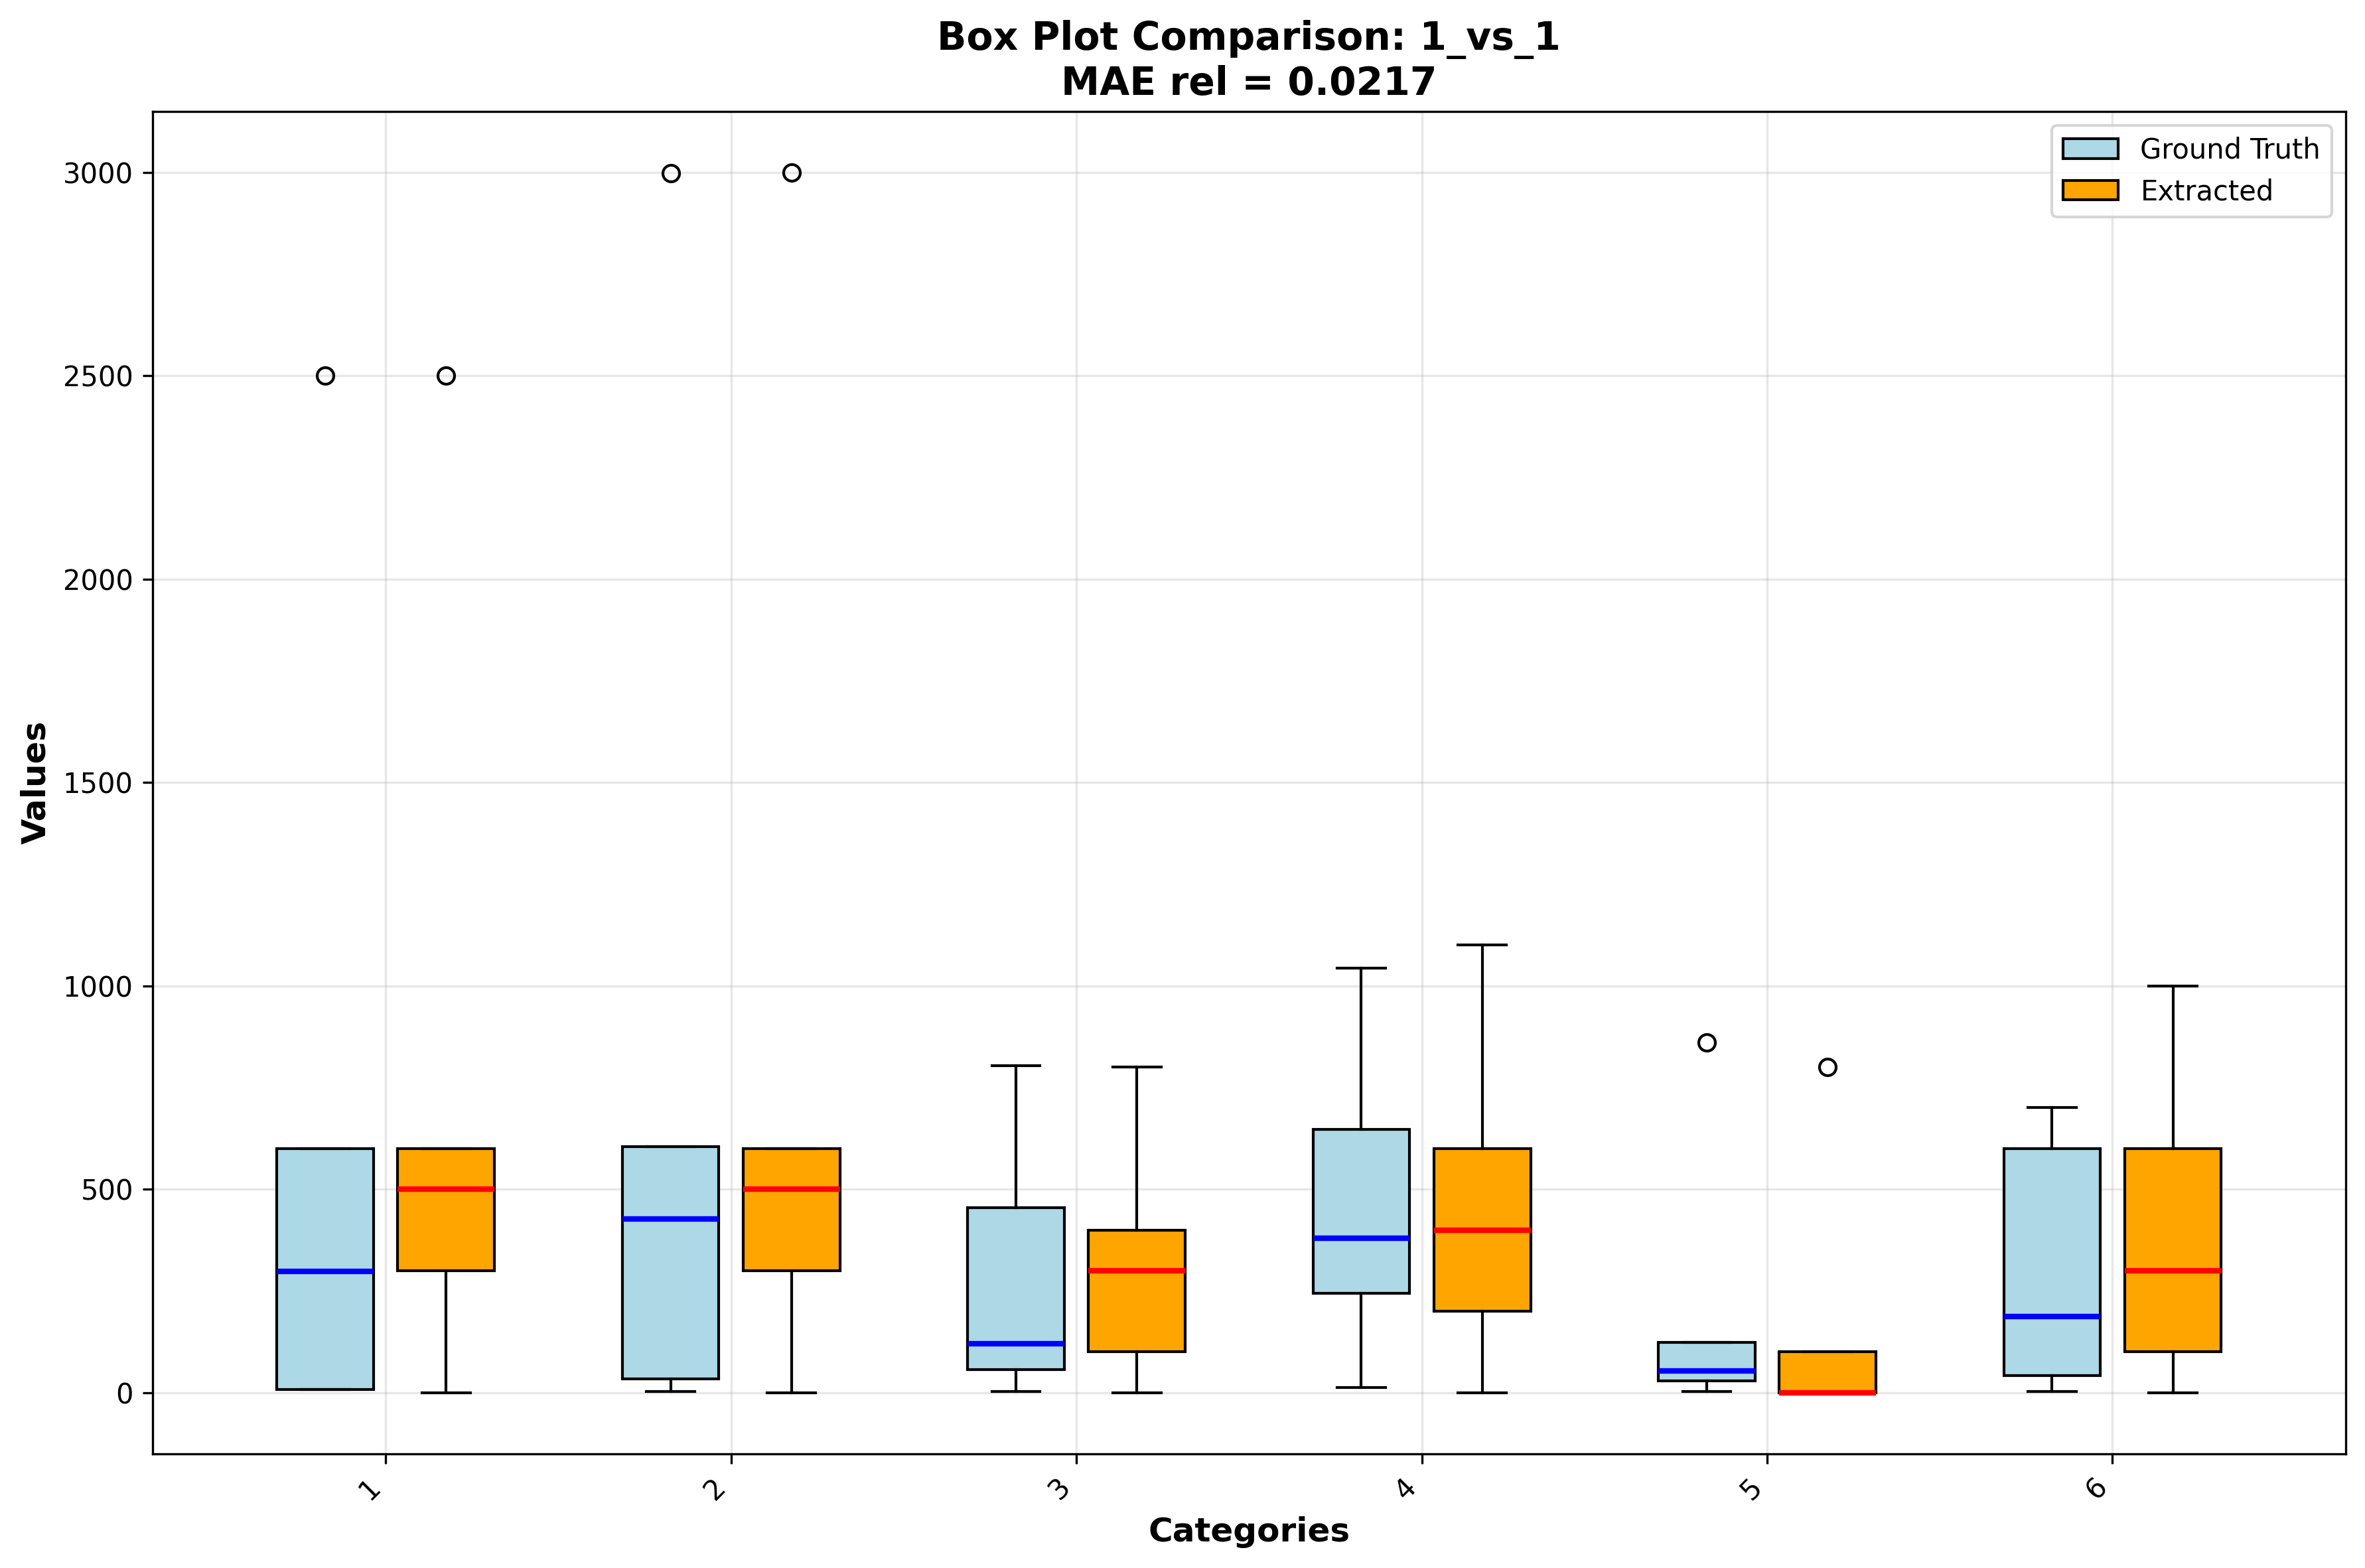 Box Plot Comparison: 1_vs_1
MAE rel = 0.0217
Ground Truth
Extracted
3000
2500
2000
1500
1000
500
0
Values
1
2
3
4
5
6
Categories